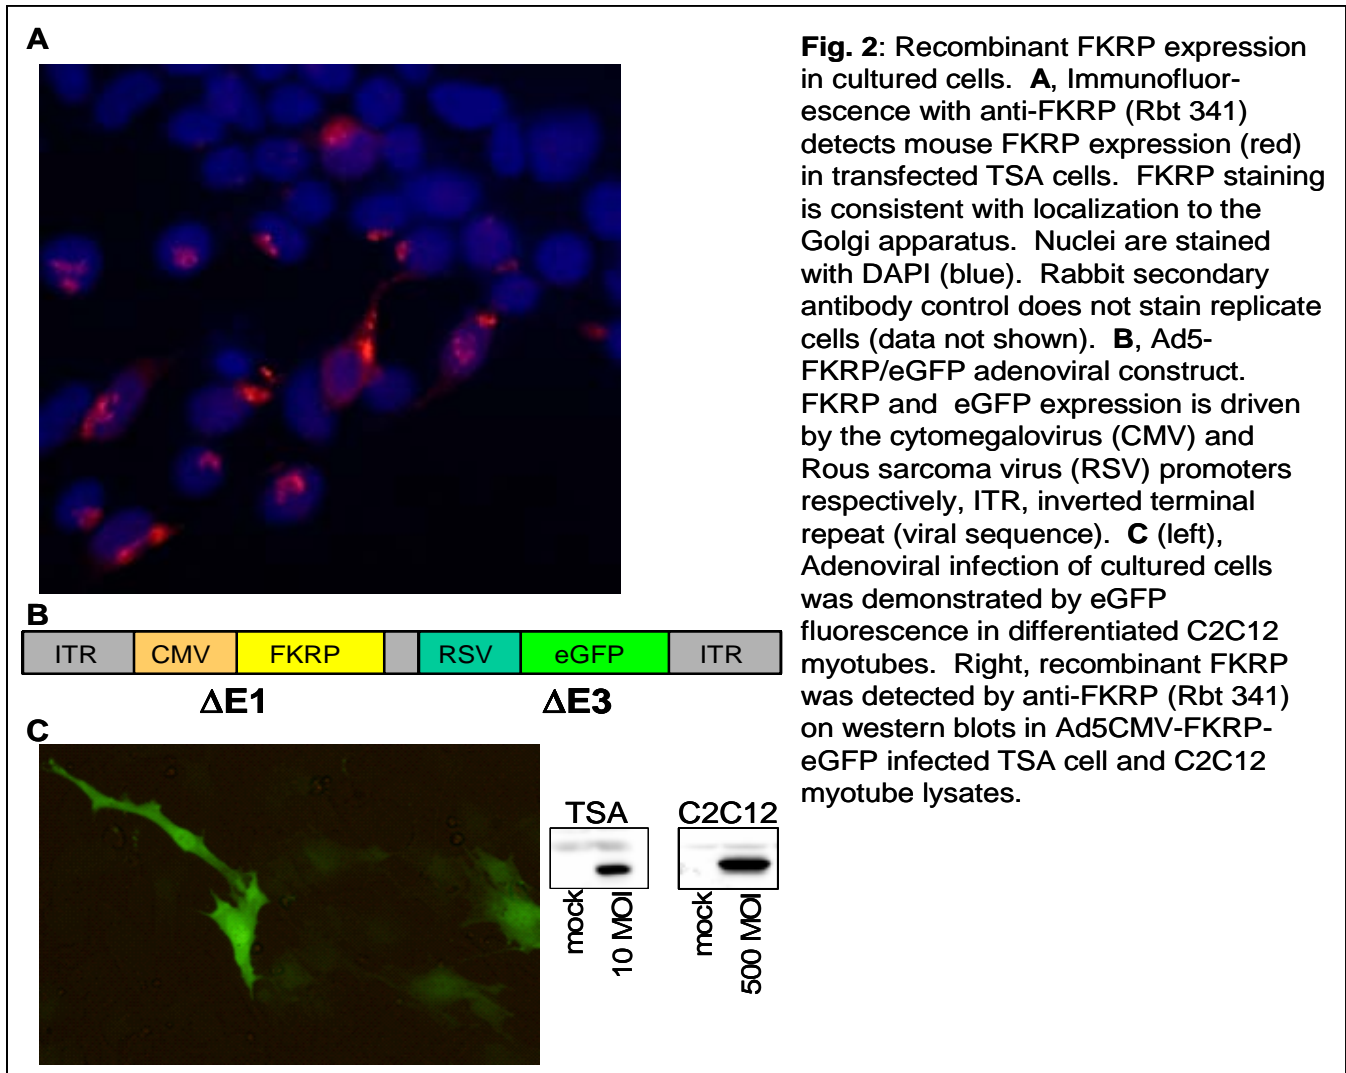 A
Fig. 2: Recombinant FKRP expression
in cultured cells. A, Immunofluor-
escence with anti-FKRP (Rbt 341)
detects mouse FKRP expression (red)
in transfected TSA cells. FKRP staining
is consistent with localization to the
Golgi apparatus. Nuclei are stained
with DAPI (blue). Rabbit secondary
antibody control does not stain replicate
cells (data not shown). B, Ad5-
FKRP/eGFP adenoviral construct.
FKRP and eGFP expression is driven
by the cytomegalovirus (CMV) and
Rous sarcoma virus (RSV) promoters
respectively, ITR, inverted terminal
repeat (viral sequence). C (left),
Adenoviral infection of cultured cells
was demonstrated by eGFP
fluorescence in differentiated C2C12
myotubes. Right, recombinant FKRP
was detected by anti-FKRP (Rbt 341)
on western blots in Ad5CMV-FKRP-
eGFP infected TSA cell and C2C12
myotube lysates.
B
ITR CMV FKRP RSV eGFP ITR
ΔE1 ΔE3
C
TSA C2C12
mock
10 MOI
mock
500 MOI